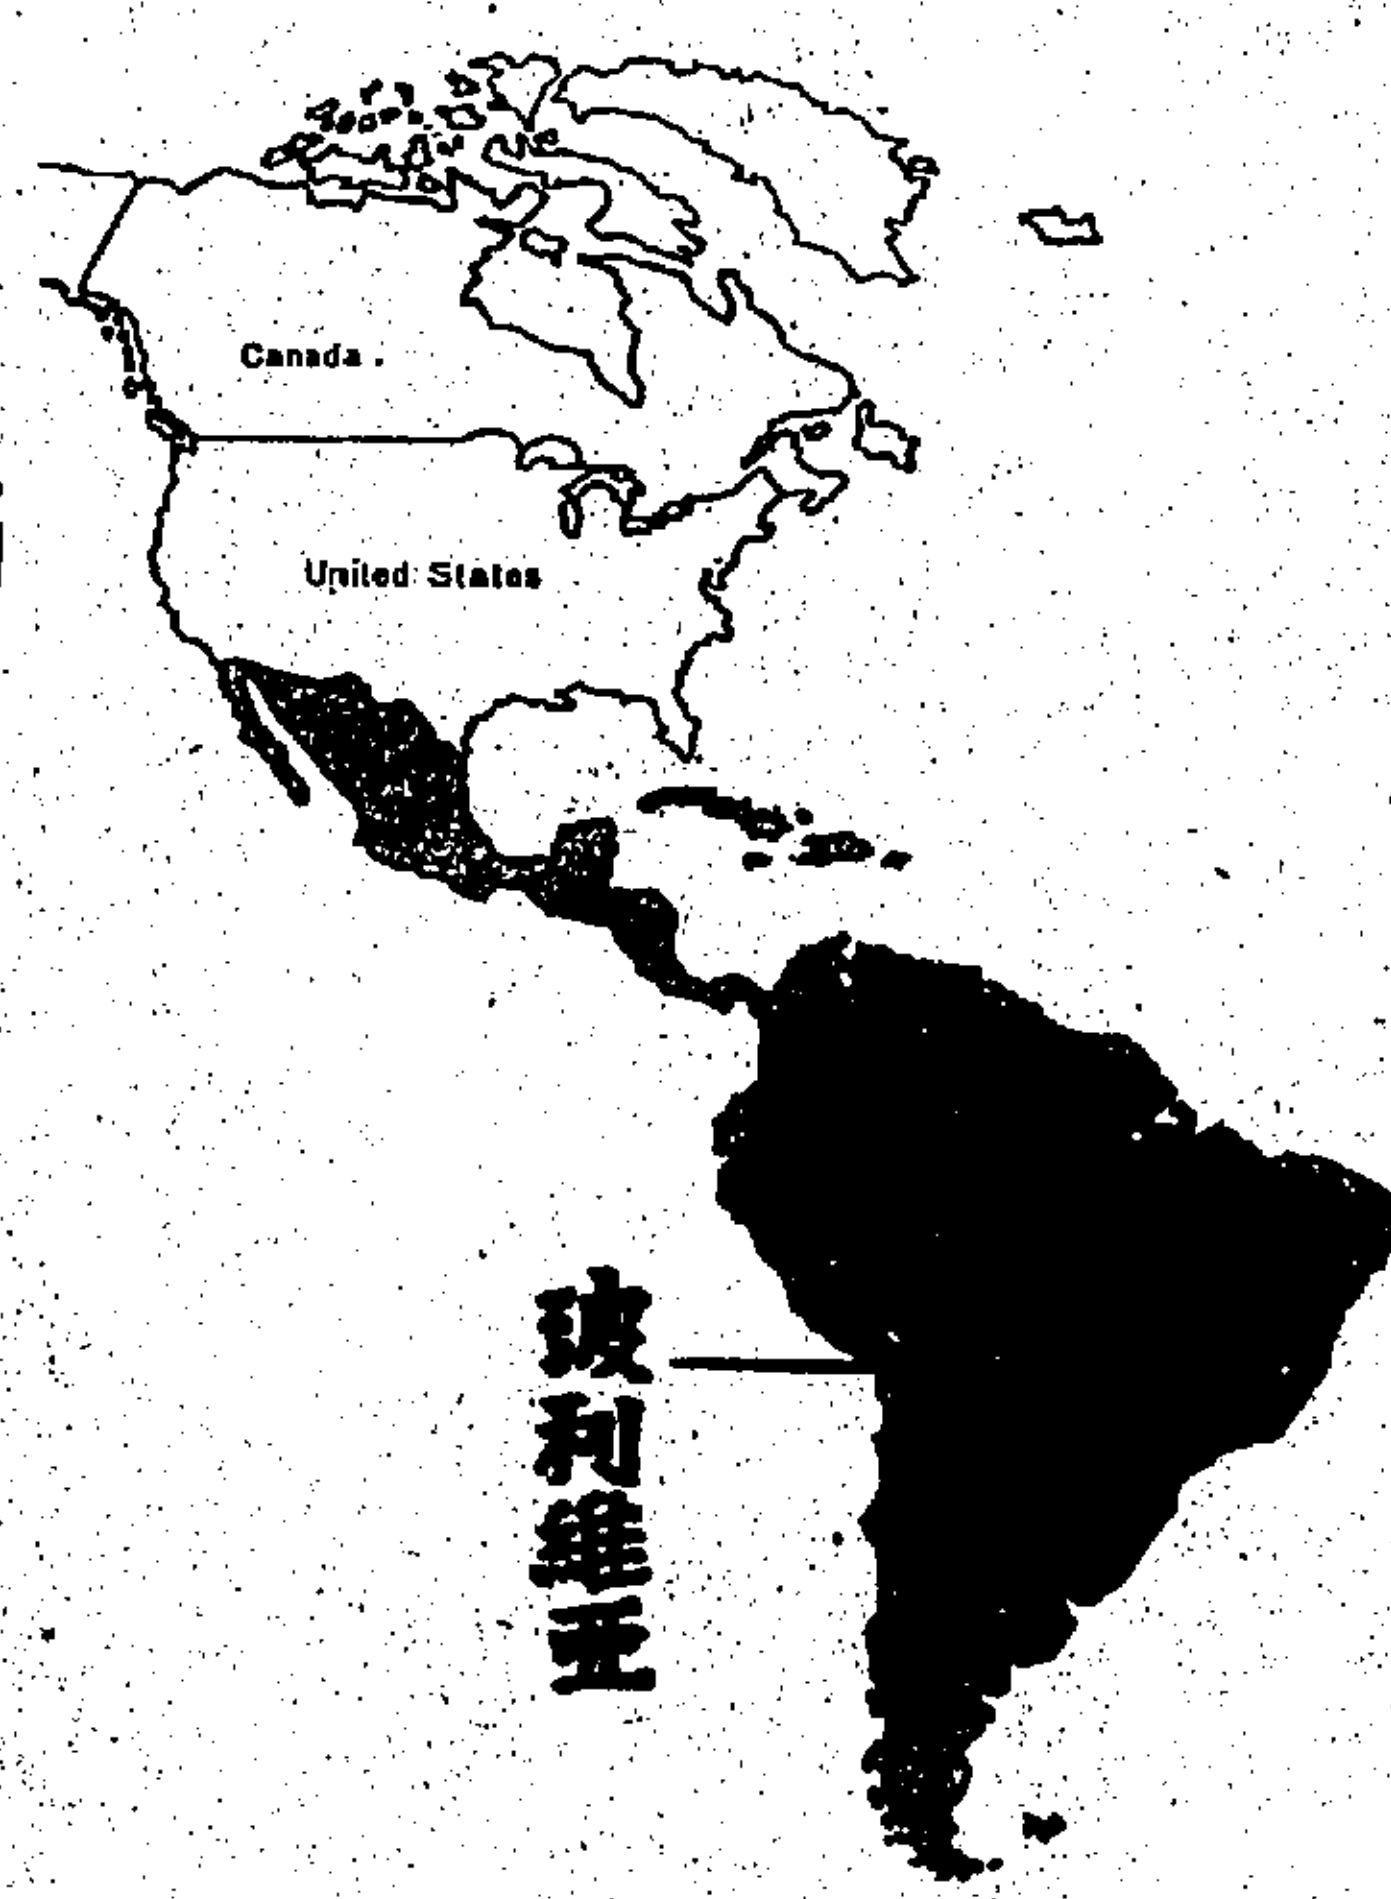 Canada
United States
玻利維亞